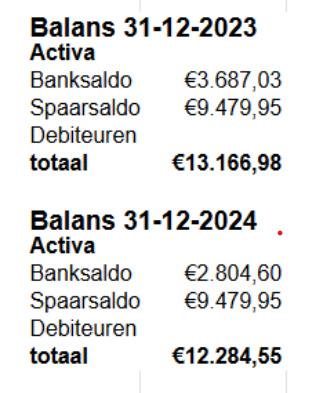 Balans 31-12-2023
Activa
Banksaldo €3.687,03
Spaarsaldo €9.479,95
Debiteuren
totaal €13.166,98
Balans 31-12-2024
Activa
Banksaldo €2.804,60
Spaarsaldo €9.479,95
Debiteuren
totaal €12.284,55